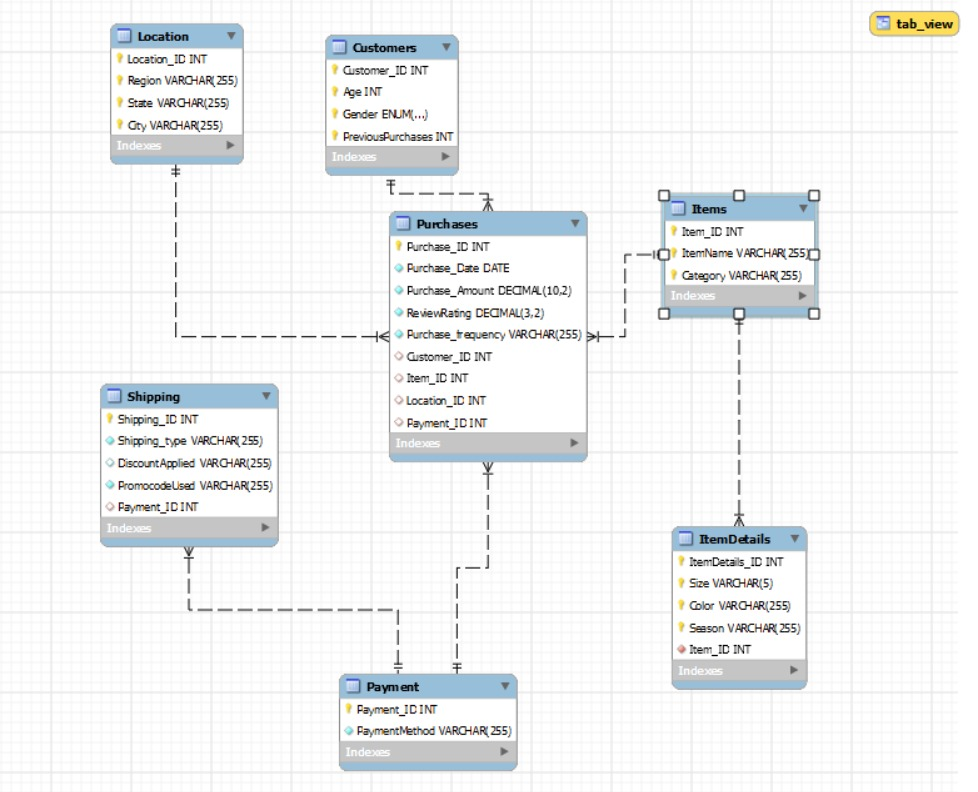 tab_view
Location
Location_ID INT
Region VARCHAR(255)
State VARCHAR(255)
City VARCHAR(255)
Indexes
Customers
Customer_ID INT
Age INT
Gender ENUM(...)
PreviousPurchases INT
Indexes
Purchases
Purchase_ID INT
Purchase_Date DATE
Purchase_Amount DECIMAL(10,2)
ReviewRating DECIMAL(3,2)
Purchase_frequency VARCHAR(255)
Customer_ID INT
Item_ID INT
Location_ID INT
Payment_ID INT
Indexes
Items
Item_ID INT
ItemName VARCHAR(255)
Category VARCHAR(255)
Indexes
Shipping
Shipping_ID INT
Shipping_type VARCHAR(255)
DiscountApplied VARCHAR(255)
PromocodeUsed VARCHAR(255)
Payment_ID INT
Indexes
ItemDetails
ItemDetails_ID INT
Size VARCHAR(5)
Color VARCHAR(255)
Season VARCHAR(255)
Item_ID INT
Indexes
Payment
Payment_ID INT
PaymentMethod VARCHAR(255)
Indexes